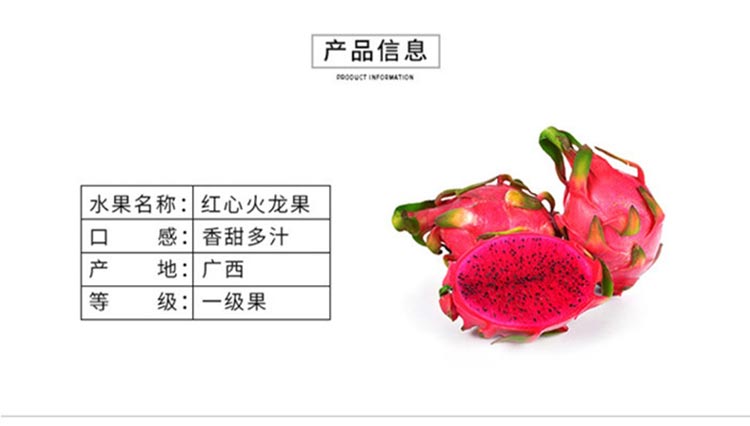 产品信息
PRODUCT INFORMATION
水果名称：红心火龙果
口 感：香甜多汁
产 地：广西
等 级：一级果